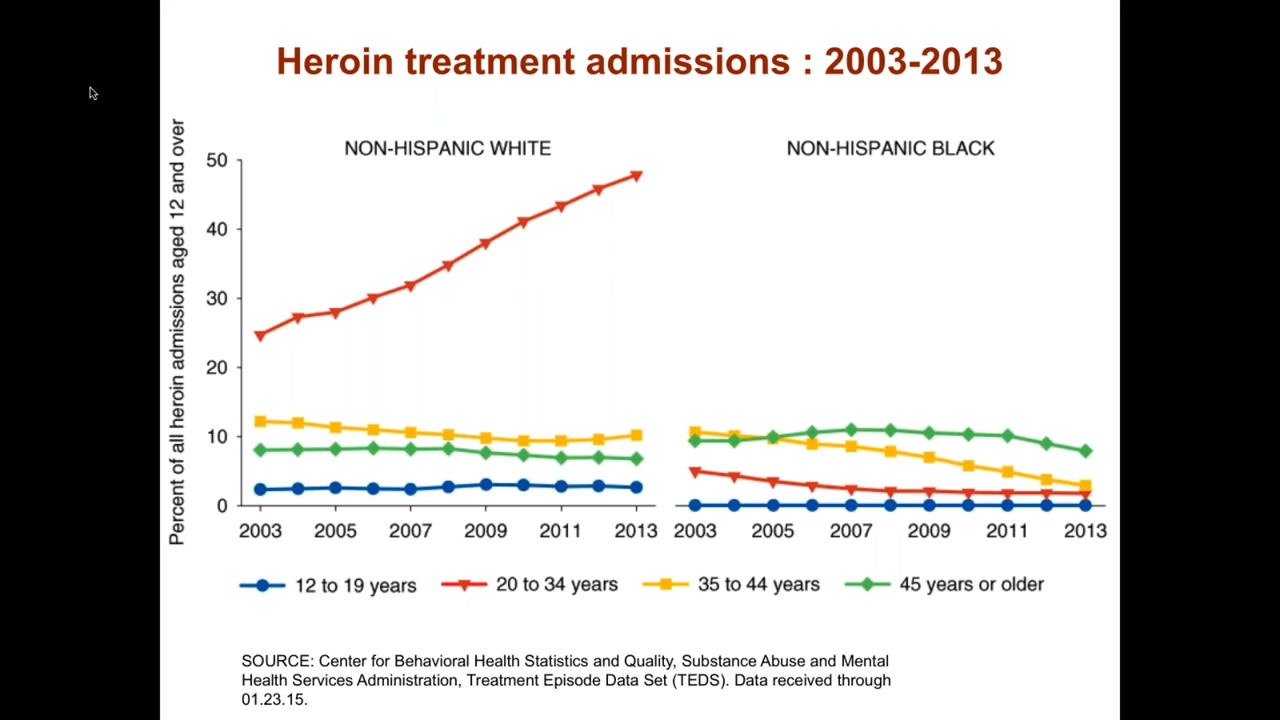 Heroin treatment admissions : 2003-2013
Percent of all heroin admissions aged 12 and over
NON-HISPANIC WHITE
50
40
30
20
10
0
2003 2005 2007 2009 2011 2013
NON-HISPANIC BLACK
2003 2005 2007 2009 2011 2013
12 to 19 years 20 to 34 years 35 to 44 years 45 years or older
SOURCE: Center for Behavioral Health Statistics and Quality, Substance Abuse and Mental
Health Services Administration, Treatment Episode Data Set (TEDS). Data received through
01.23.15.